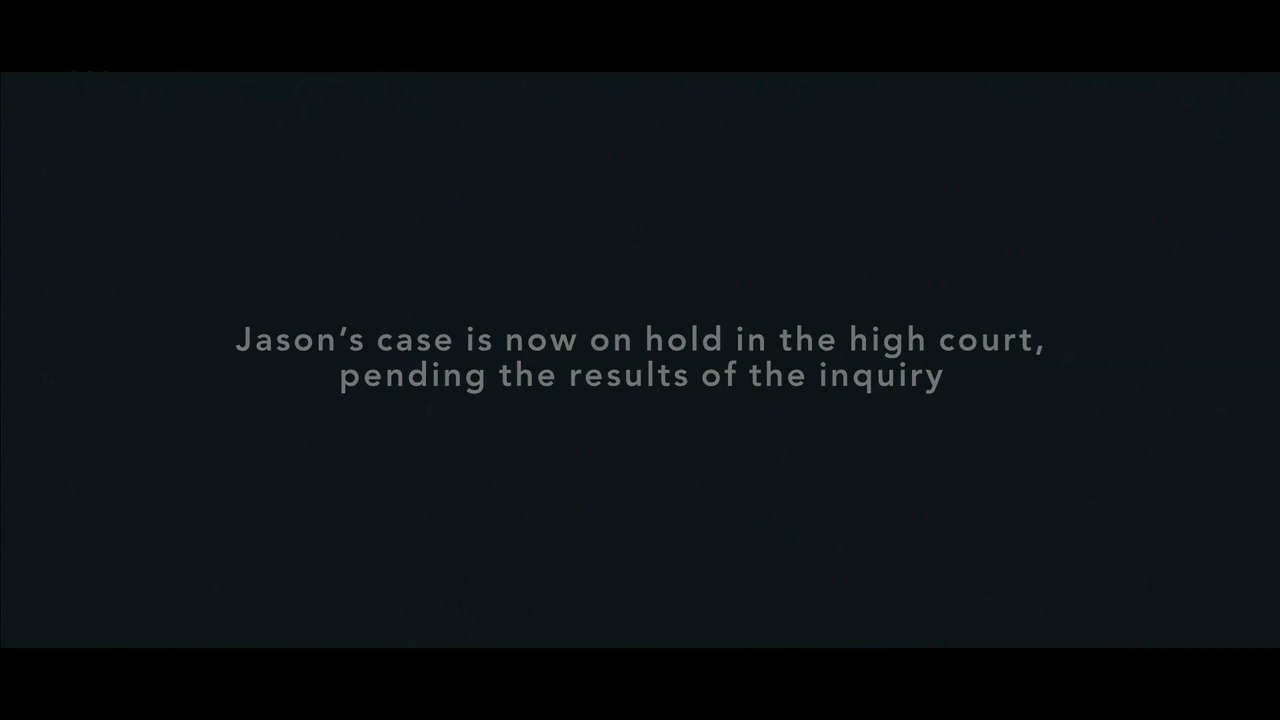 Jason’s case is now on hold in the high court,
pending the results of the inquiry